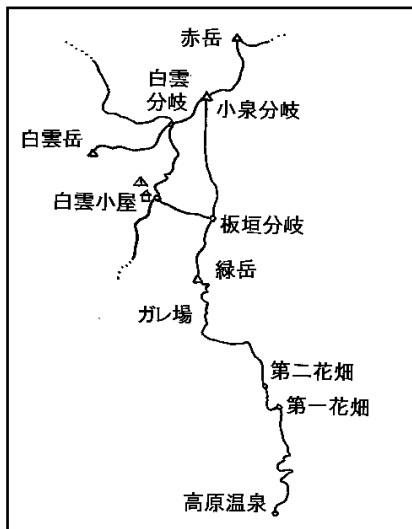 赤岳
白雲
分岐
小泉分岐
白雲岳
白雲小屋
板垣分岐
緑岳
ガレ場
第二花畑
第一花畑
高原温泉